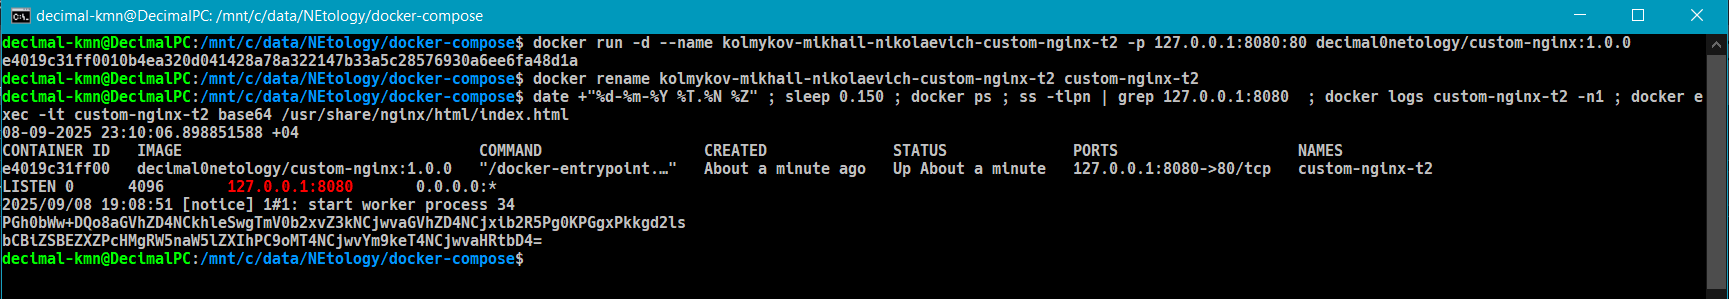 decimal-kmn@DecimalPC: /mnt/c/data/NEtology/docker-compose
decimal-kmn@DecimalPC:/mnt/c/data/NEtology/docker-compose$ docker run -d --name kolmykov-mikhail-nikolaevich-custom-nginx-t2 -p 127.0.0.1:8080:80 decimal0netology/custom-nginx:1.0.0
e4019c31ff0010b4ea320d041428a78a322147b33a5c28576930a6ee6fa48d1a
decimal-kmn@DecimalPC:/mnt/c/data/NEtology/docker-compose$ docker rename kolmykov-mikhail-nikolaevich-custom-nginx-t2 custom-nginx-t2
decimal-kmn@DecimalPC:/mnt/c/data/NEtology/docker-compose$ date +"%d-%m-%Y %T.%N %Z" ; sleep 0.150 ; docker ps ; ss -tlpn | grep 127.0.0.1:8080  ; docker logs custom-nginx-t2 -n1 ; docker e
xec -it custom-nginx-t2 base64 /usr/share/nginx/html/index.html
08-09-2025 23:10:06.898851588 +04
CONTAINER ID   IMAGE                                 COMMAND                  CREATED              STATUS              PORTS                    NAMES
e4019c31ff00   decimal0netology/custom-nginx:1.0.0   "/docker-entrypoint.…"   About a minute ago   Up About a minute   127.0.0.1:8080->80/tcp   custom-nginx-t2
LISTEN 0      4096       127.0.0.1:8080       0.0.0.0:*
2025/09/08 19:08:51 [notice] 1#1: start worker process 34
PGh0bWw+DQo8aGVhZD4NCkhleSwgTmV0b2xvZ3kNCjwvaGVhZD4NCjxib2R5Pg0KPGgxPkkgd2ls
bCBiZSBEZXZPcHMgRW5naW5lZXIhPC9oMT4NCjwvYm9keT4NCjwvaHRtbD4=
decimal-kmn@DecimalPC:/mnt/c/data/NEtology/docker-compose$